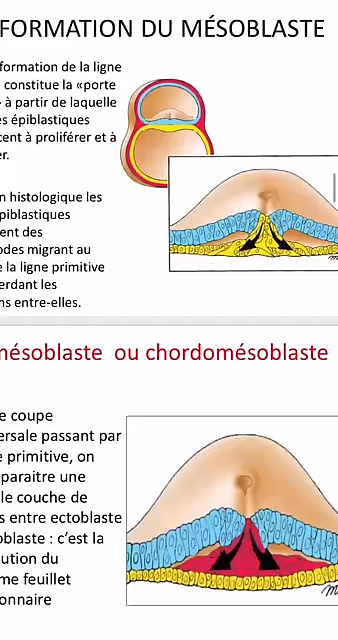 FORMATION DU MÉSOBLASTE
formation de la ligne
constitue la «porte
à partir de laquelle
s épiblastiques
cent à proliférer et à
er.
n histologique les
piblastiques
ent des
odes migrant au
e la ligne primitive
erdant les
ns entre-elles.
mésoblaste ou chordomésoblaste
e coupe
ersale passant par
e primitive, on
paraitre une
le couche de
s entre ectoblaste
oblaste : c'est la
ution du
me feuillet
onnaire